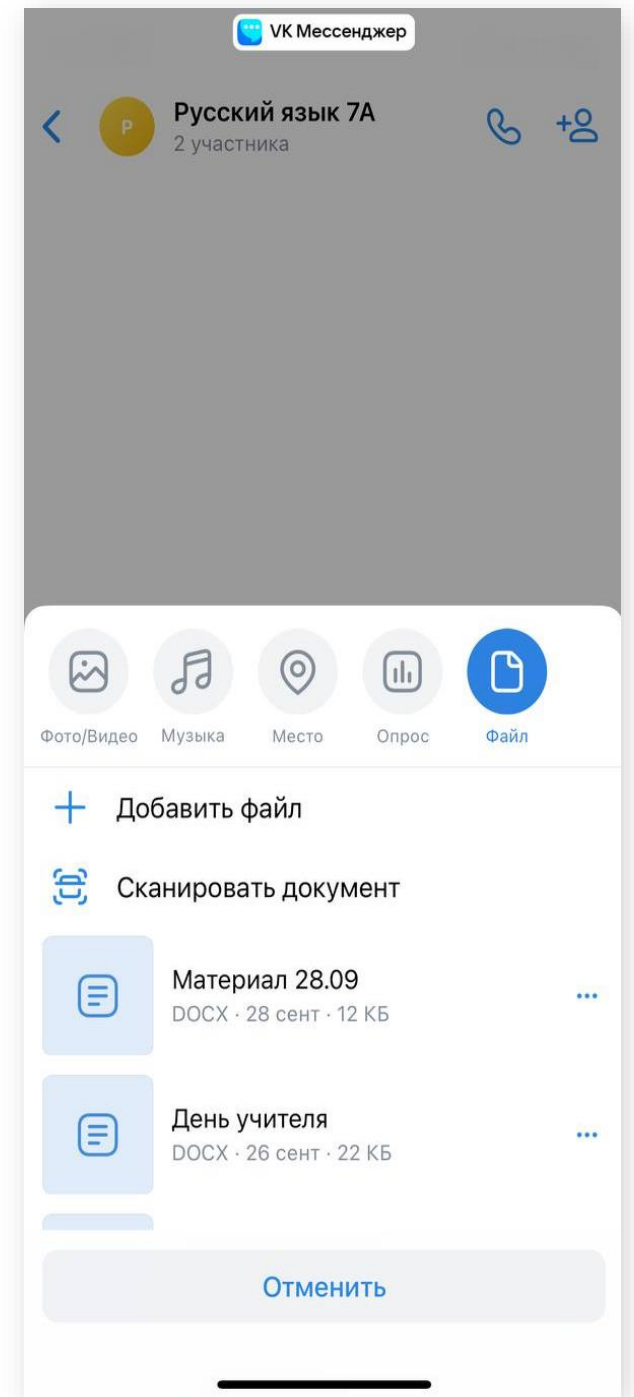 VK Мессенджер
Р
Русский язык 7А
2 участника
Фото/Видео Музыка Место Опрос Файл
Добавить файл
Сканировать документ
Материал 28.09
DOCX · 28 сент · 12 КБ
День учителя
DOCX · 26 сент · 22 КБ
Отменить